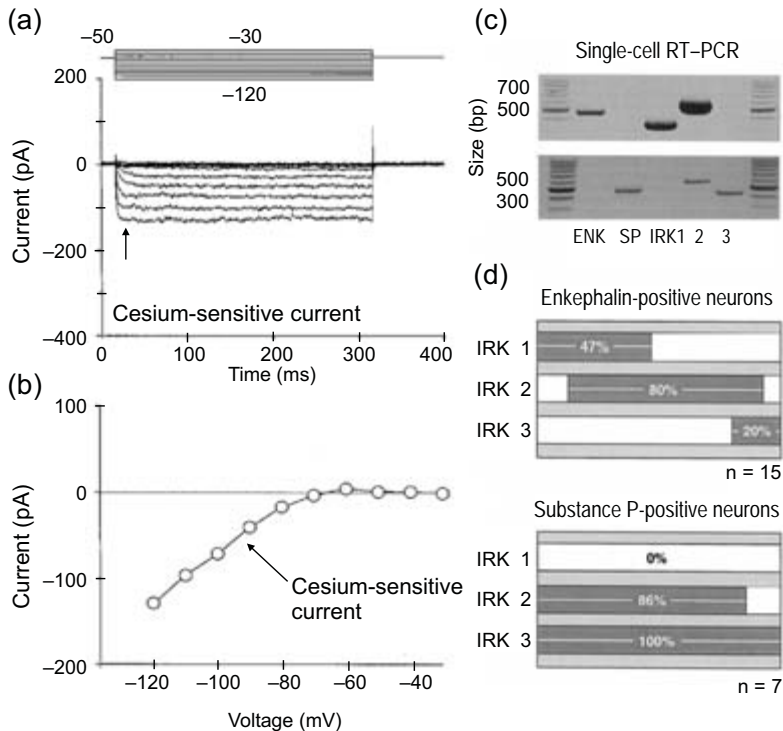 (a)
–50
–30
–120
200
100
0
–100
–200
–400
Current (pA)
Cesium-sensitive current
0
100
200
300
400
Time (ms)
(b)
100
0
–100
–200
Current (pA)
Cesium-sensitive
current
–120
–100
–80
–60
–40
Voltage (mV)
(c)
Single-cell RT–PCR
Size (bp)
700
500
500
300
ENK SP IRK1 2 3
(d)
Enkephalin-positive neurons
IRK 1
47%
IRK 2
80%
IRK 3
20%
n = 15
Substance P-positive neurons
IRK 1
0%
IRK 2
86%
IRK 3
100%
n = 7